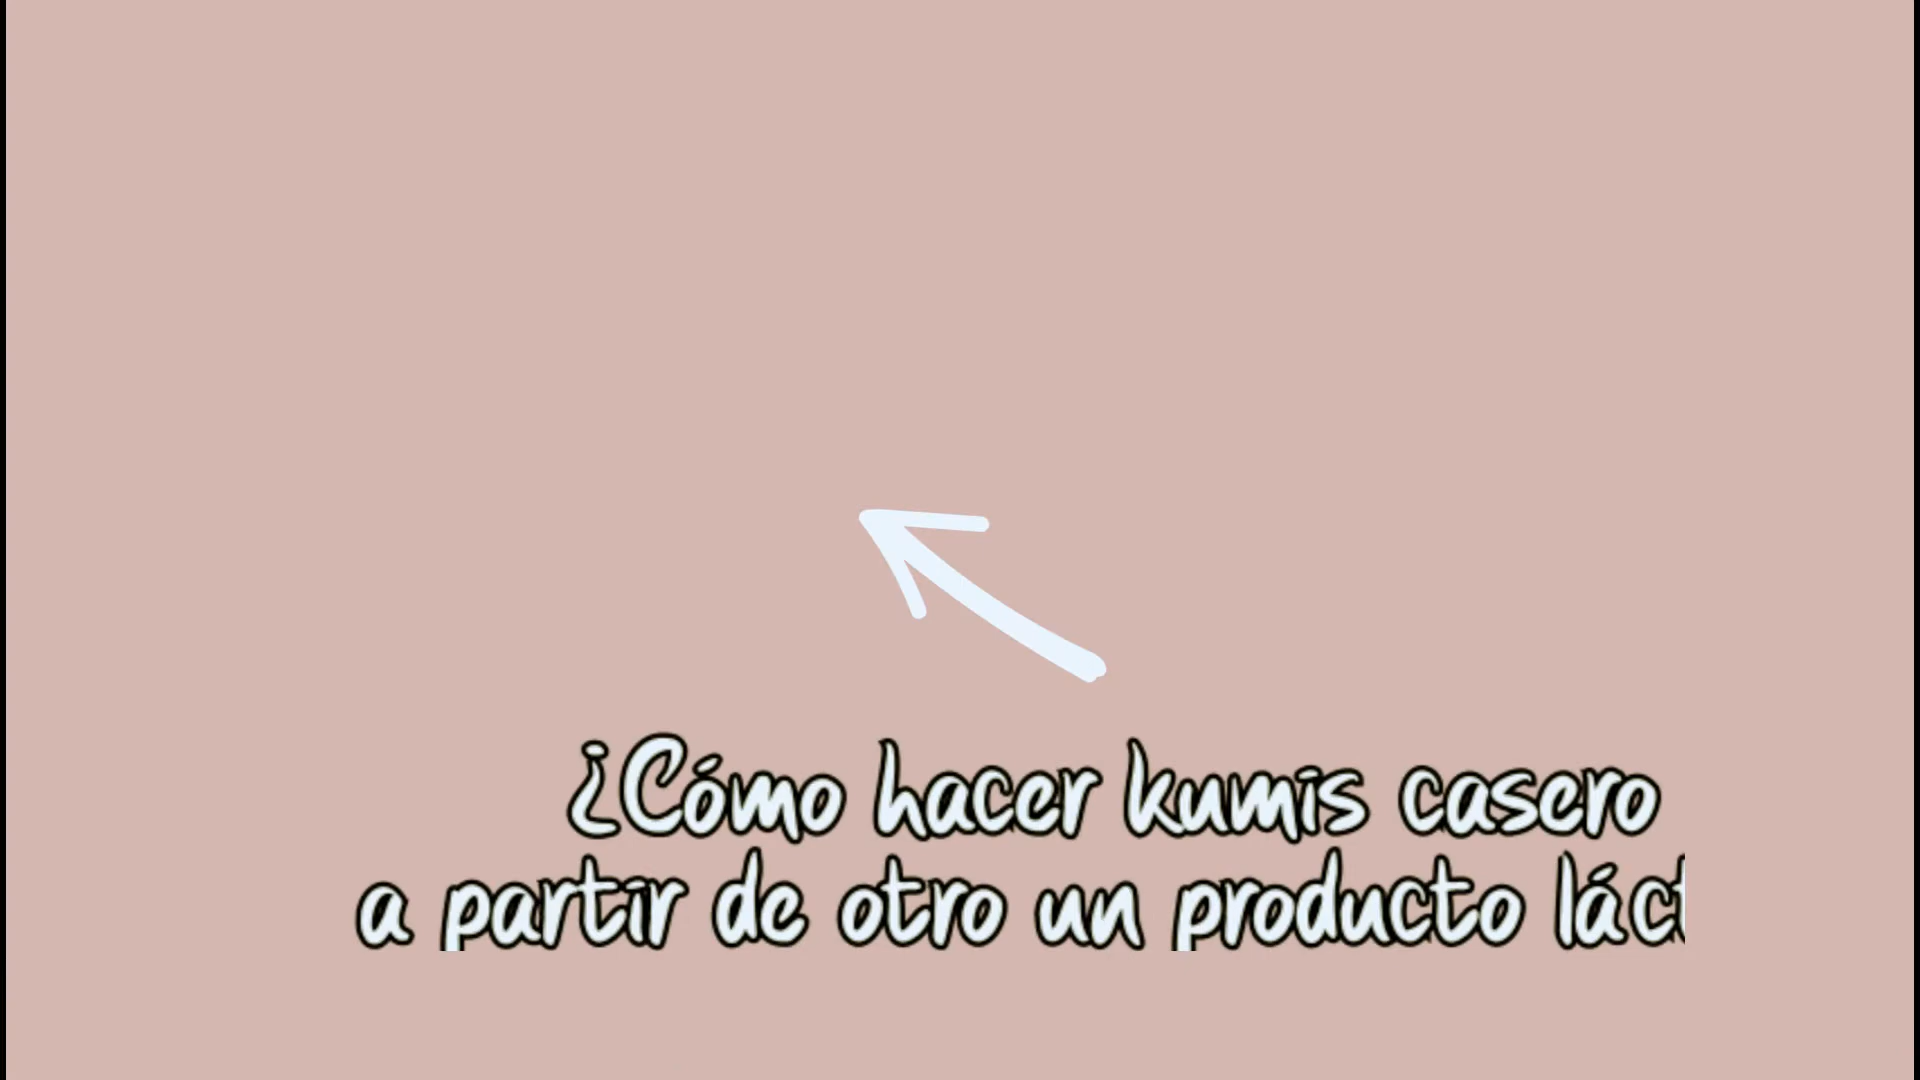 ¿Cómo hacer kumis casero
a partir de otro un producto